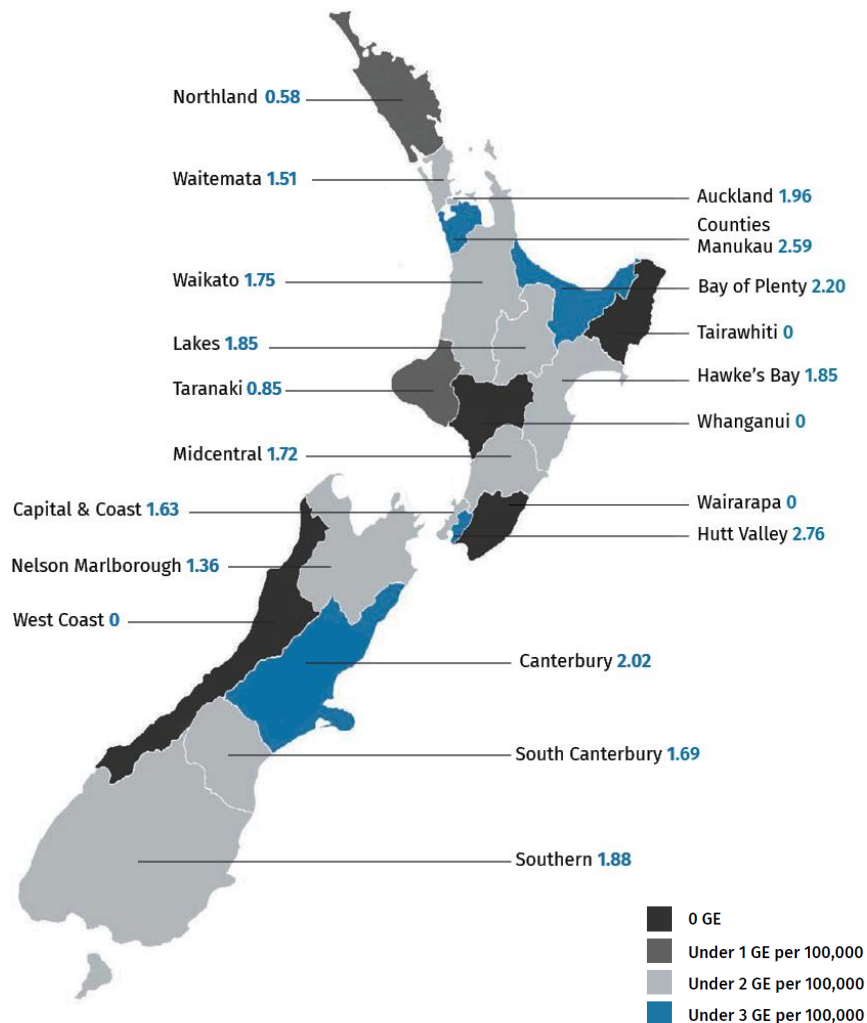 Northland 0.58
Waitemata 1.51
Auckland 1.96
Counties
Manukau 2.59
Waikato 1.75
Bay of Plenty 2.20
Tairawhiti 0
Lakes 1.85
Hawke's Bay 1.85
Taranaki 0.85
Whanganui 0
Midcentral 1.72
Wairarapa 0
Capital & Coast 1.63
Hutt Valley 2.76
Nelson Marlborough 1.36
West Coast 0
Canterbury 2.02
South Canterbury 1.69
Southern 1.88
0 GE
Under 1 GE per 100,000
Under 2 GE per 100,000
Under 3 GE per 100,000